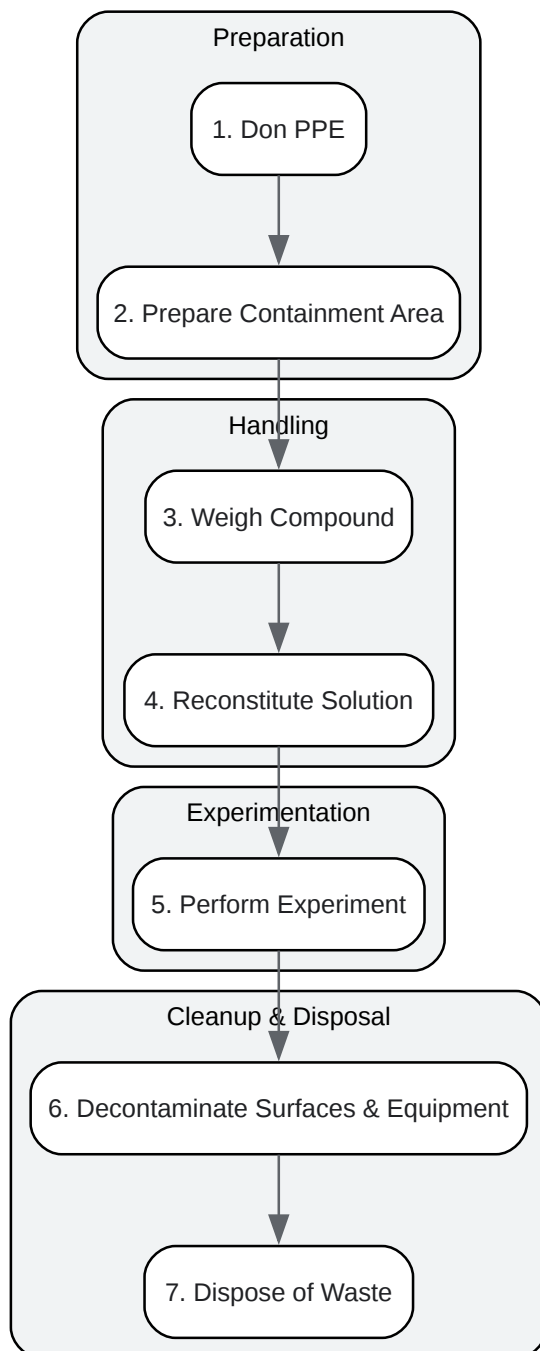 Preparation
1. Don PPE
2. Prepare Containment Area
Handling
3. Weigh Compound
4. Reconstitute Solution
Experimentation
5. Perform Experiment
Cleanup & Disposal
6. Decontaminate Surfaces & Equipment
7. Dispose of Waste